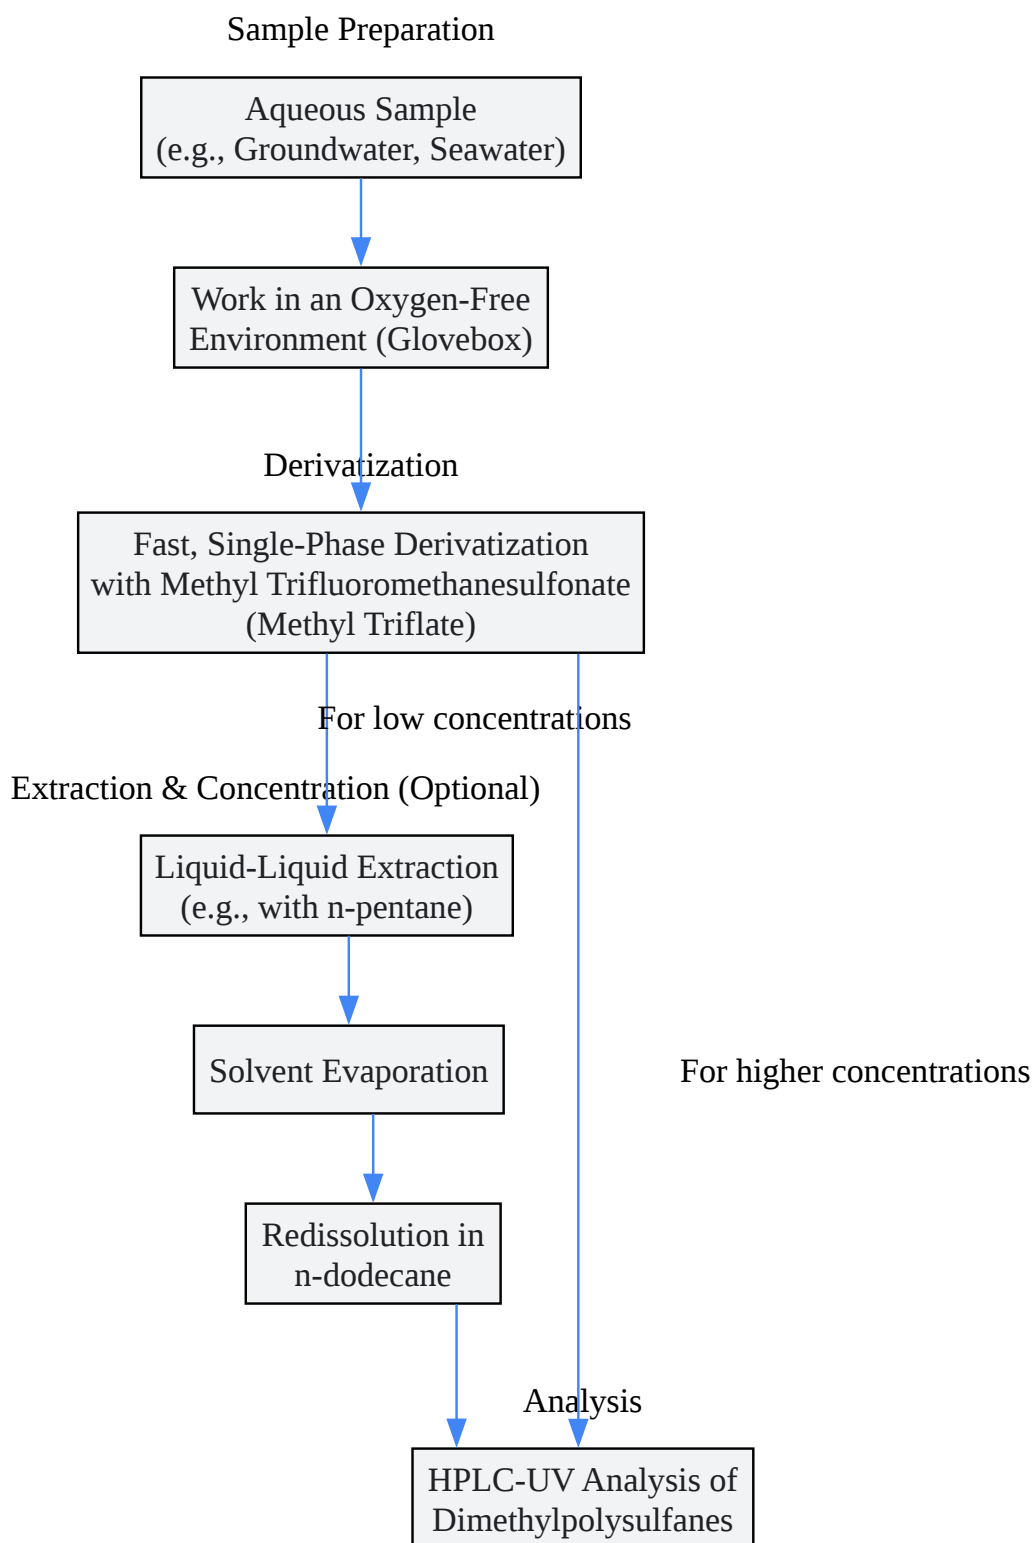 Sample Preparation
Aqueous Sample
(e.g., Groundwater, Seawater)
Work in an Oxygen-Free
Environment (Glovebox)
Derivatization
Fast, Single-Phase Derivatization
with Methyl Trifluoromethanesulfonate
(Methyl Triflate)
For low concentrations
Extraction & Concentration (Optional)
Liquid-Liquid Extraction
(e.g., with n-pentane)
Solvent Evaporation
For higher concentrations
Redissolution in
n-dodecane
Analysis
HPLC-UV Analysis of
Dimethylpolysulfanes